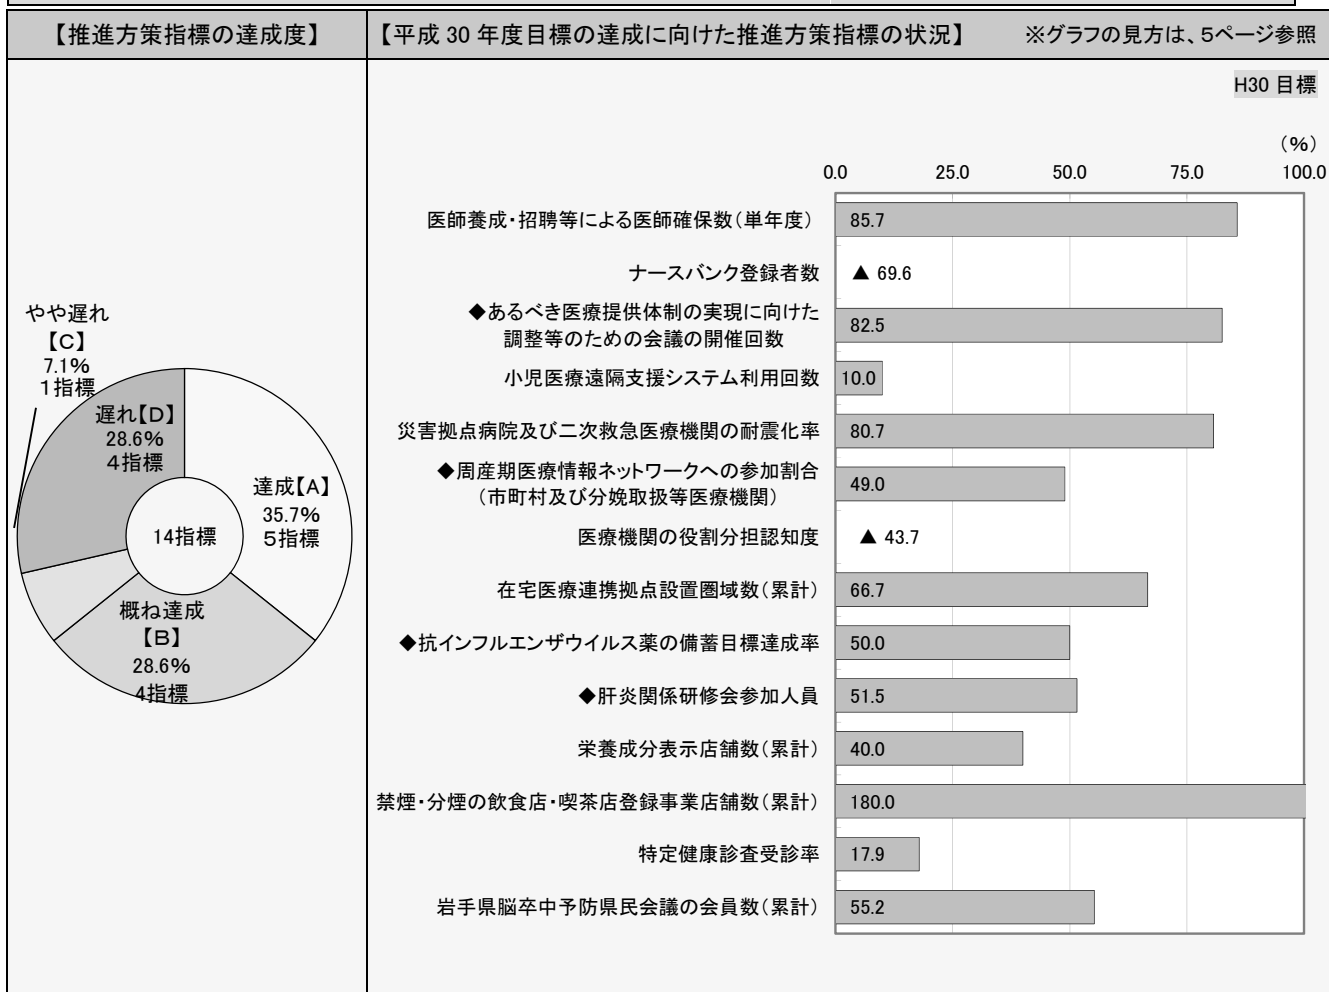 【推進方策指標の達成度】
【平成 30 年度目標の達成に向けた推進方策指標の状況】 ※グラフの見方は、5ページ参照
やや遅れ
【C】
7.1%
1指標
遅れ【D】
28.6%
4指標
達成【A】
35.7%
5指標
14指標
概ね達成
【B】
28.6%
4指標
H30 目標
(%)
0.0 25.0 50.0 75.0 100.0
医師養成・招聘等による医師確保数(単年度) 85.7
ナースバンク登録者数 ▲ 69.6
◆あるべき医療提供体制の実現に向けた
調整等のための会議の開催回数 82.5
小児医療遠隔支援システム利用回数 10.0
災害拠点病院及び二次救急医療機関の耐震化率 80.7
◆周産期医療情報ネットワークへの参加割合
(市町村及び分娩取扱等医療機関) 49.0
医療機関の役割分担認知度 ▲ 43.7
在宅医療連携拠点設置圏域数(累計) 66.7
◆抗インフルエンザウイルス薬の備蓄目標達成率 50.0
◆肝炎関係研修会参加人員 51.5
栄養成分表示店舗数(累計) 40.0
禁煙・分煙の飲食店・喫茶店登録事業店舗数(累計) 180.0
特定健康診査受診率 17.9
岩手県脳卒中予防県民会議の会員数(累計) 55.2